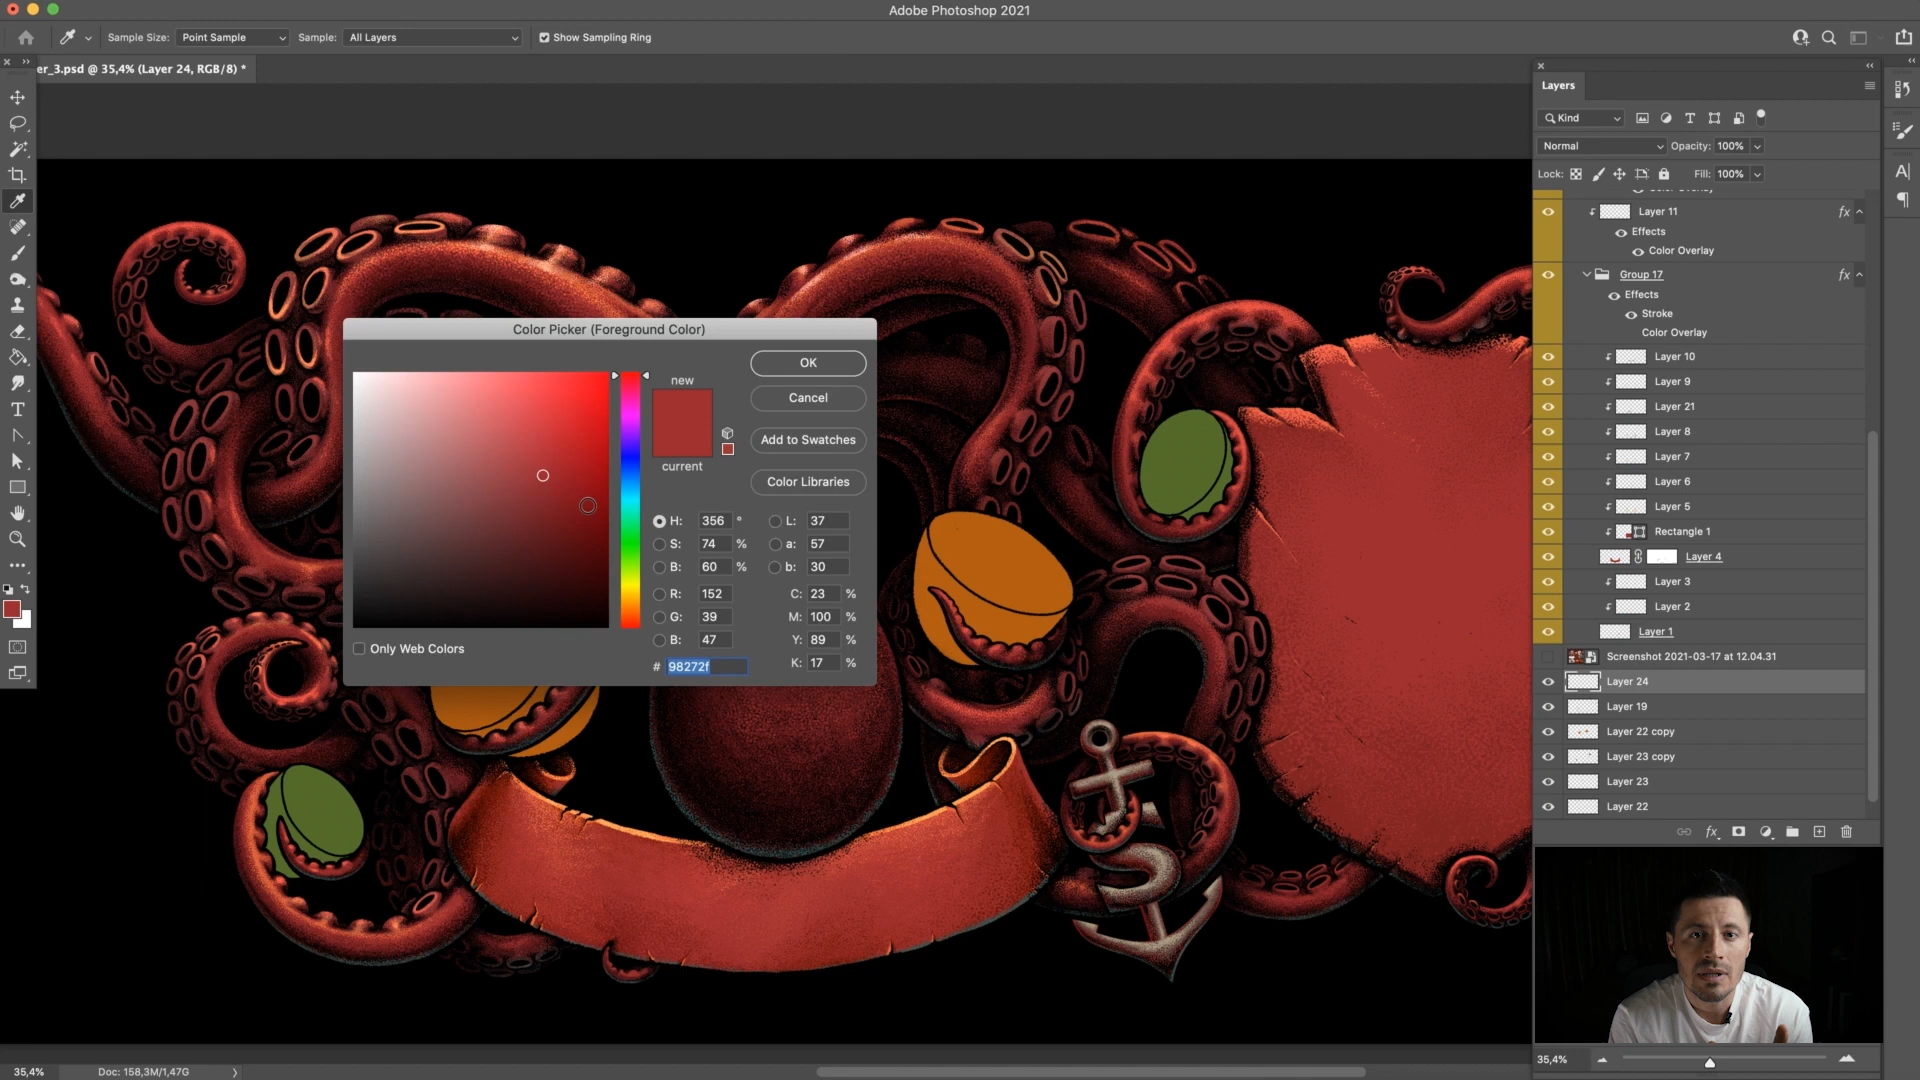 Adobe Photoshop 2021
Sample Size: Point Sample Sample: All Layers Show Sampling Ring
er_3.psd @ 35,4% (Layer 24, RGB/8) *
Layers
Kind
Normal Opacity: 100%
Lock: Fill: 100%
Layer 11 fx
Effects
Color Overlay
Group 17 fx
Effects
Stroke
Color Overlay
Layer 10
Layer 9
Layer 21
Layer 8
Layer 7
Layer 6
Layer 5
Rectangle 1
Layer 4
Layer 3
Layer 2
Layer 1
Screenshot 2021-03-17 at 12.04.31
Layer 24
Layer 19
Layer 22 copy
Layer 23 copy
Layer 23
Layer 22
fx
Color Picker (Foreground Color)
new
current
OK
Cancel
Add to Swatches
Color Libraries
H: 356 ° L: 37
S: 74 % a: 57
B: 60 % b: 30
R: 152 C: 23 %
G: 39 M: 100 %
B: 47 Y: 89 %
# 98272f K: 17 %
Only Web Colors
35,4% Doc: 158,3M/1,47G
35,4%